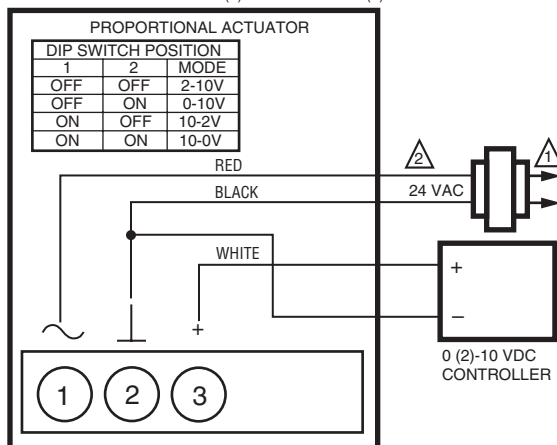 PROPORTIONAL ACTUATOR
DIP SWITCH POSITION
1 2 MODE
OFF OFF 2-10V
OFF ON 0-10V
ON OFF 10-2V
ON ON 10-0V
RED
2
1
BLACK
24 VAC
WHITE
+
–
+
0 (2)-10 VDC
CONTROLLER
1 2 3